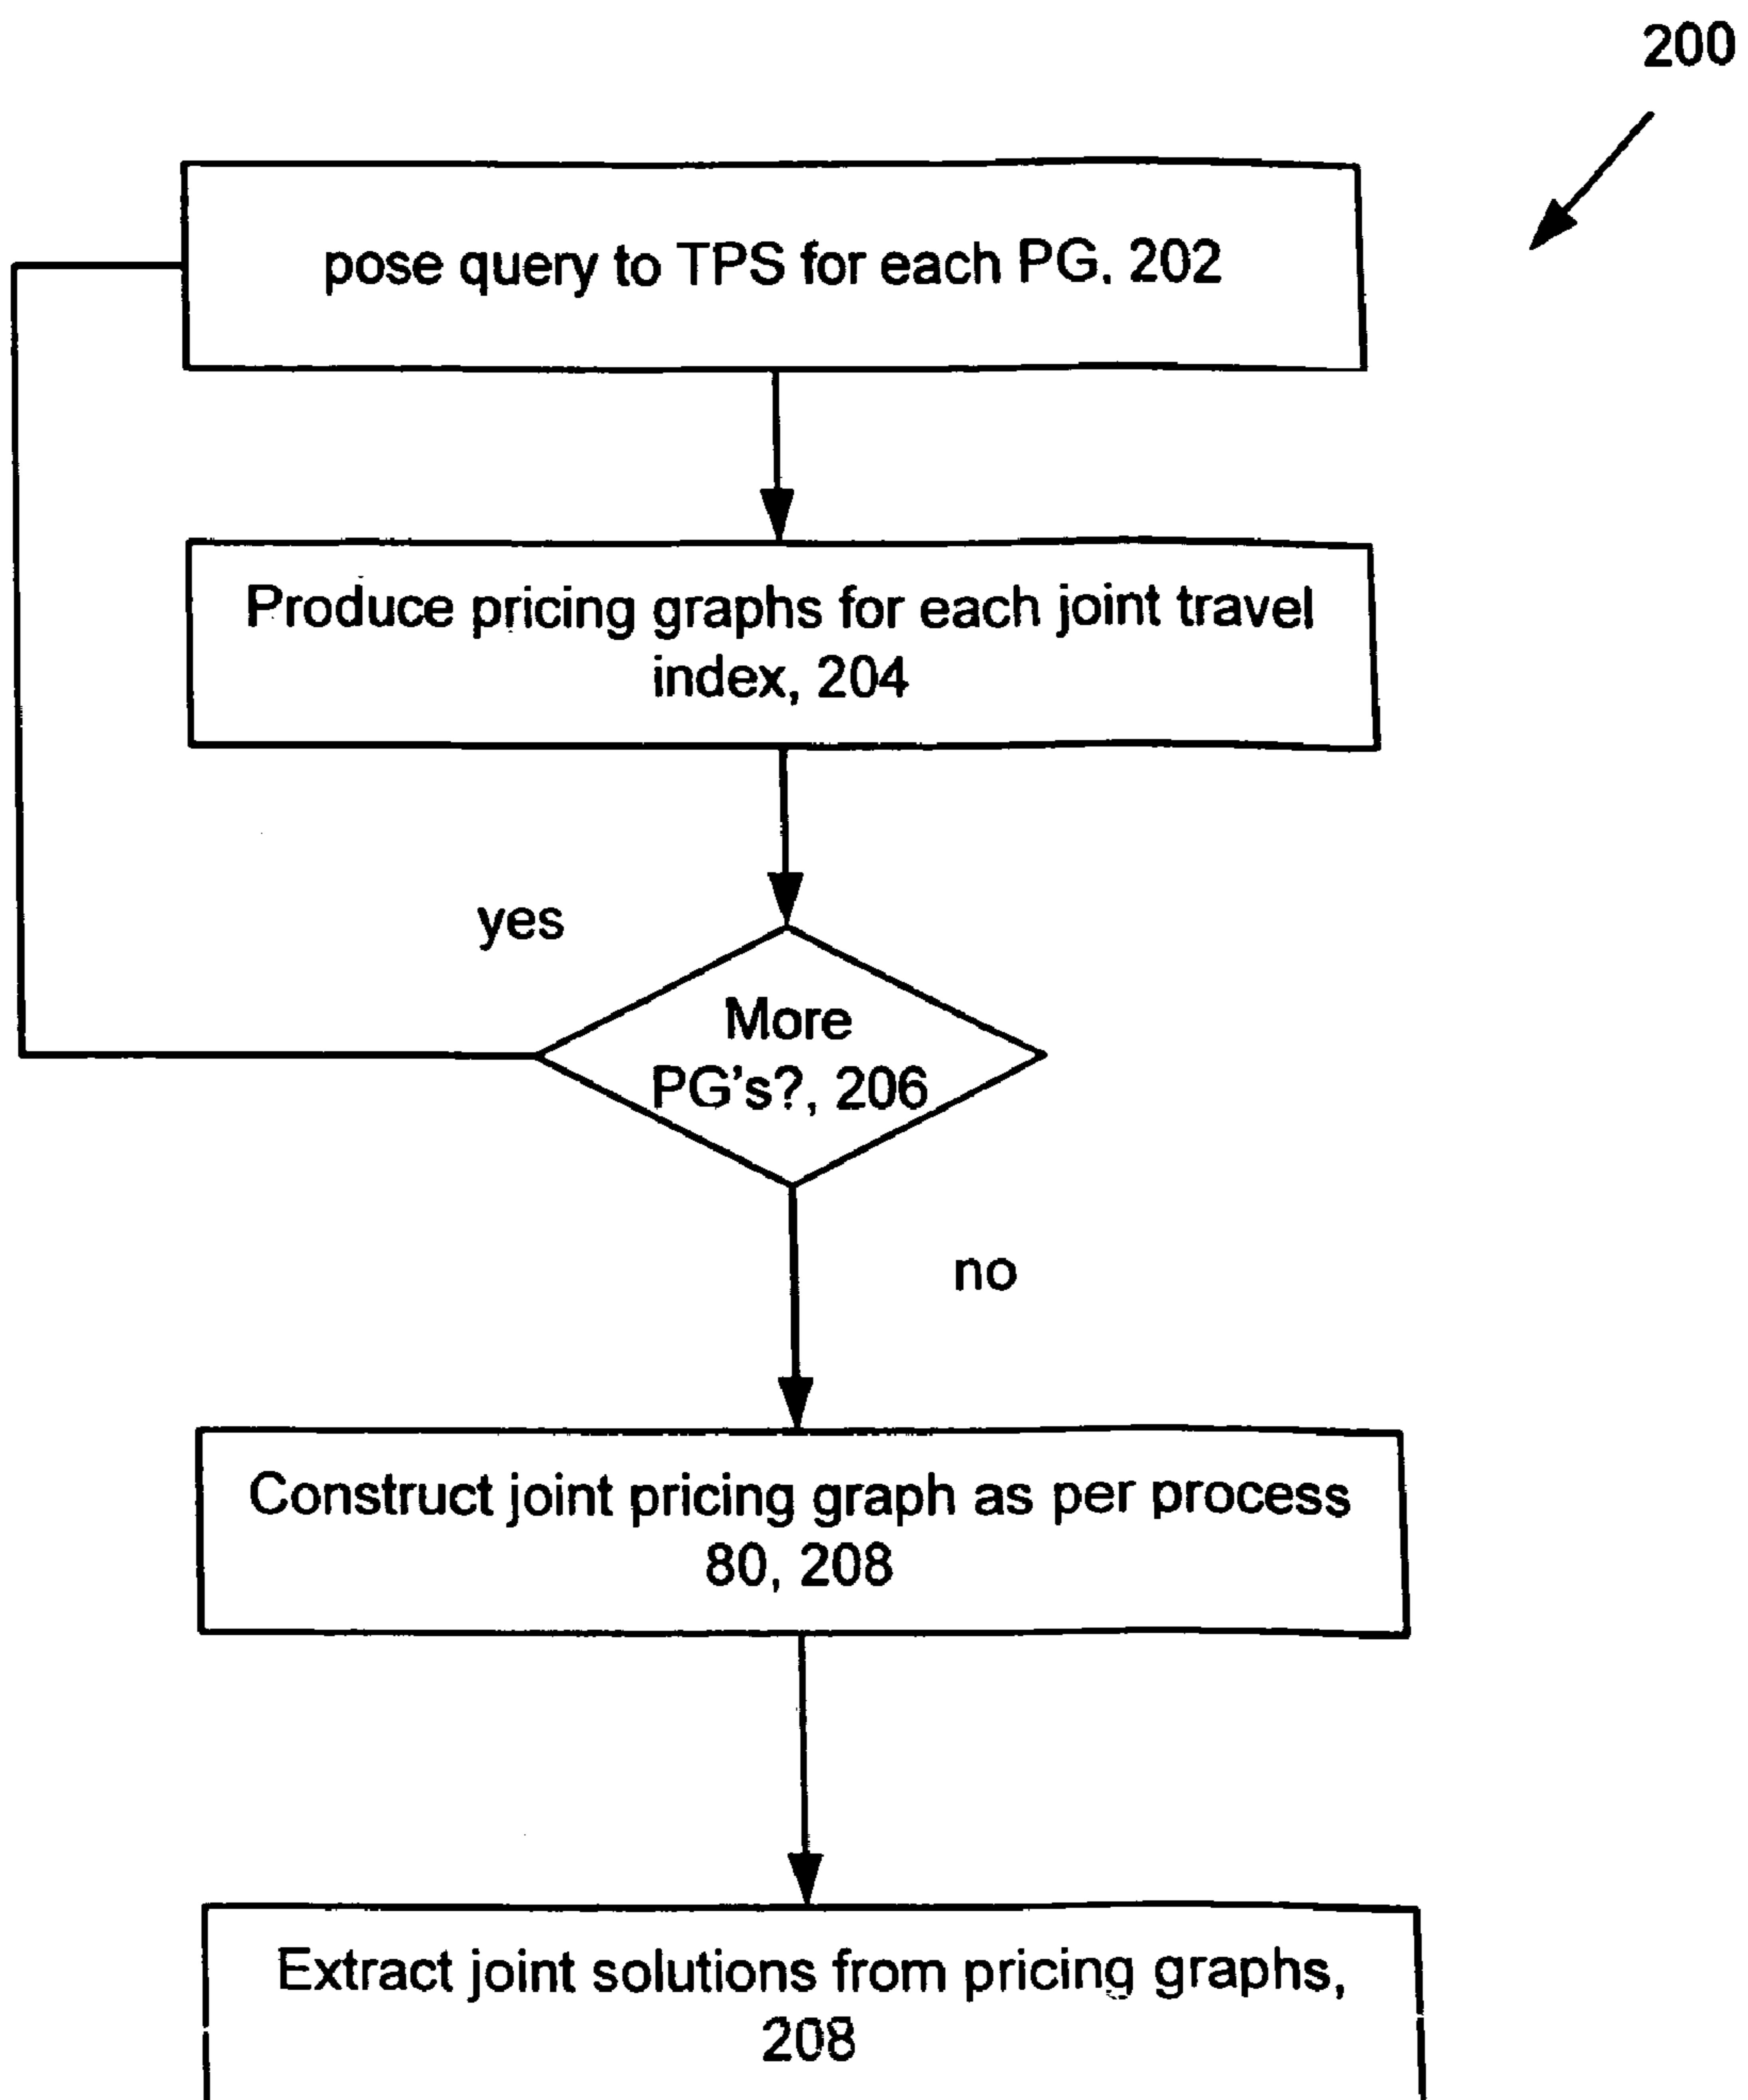 200
pose query to TPS for each PG. 202
Produce pricing graphs for each joint travel
index, 204
yes
More
PG's?, 206
no
Construct joint pricing graph as per process
80, 208
Extract joint solutions from pricing graphs,
208